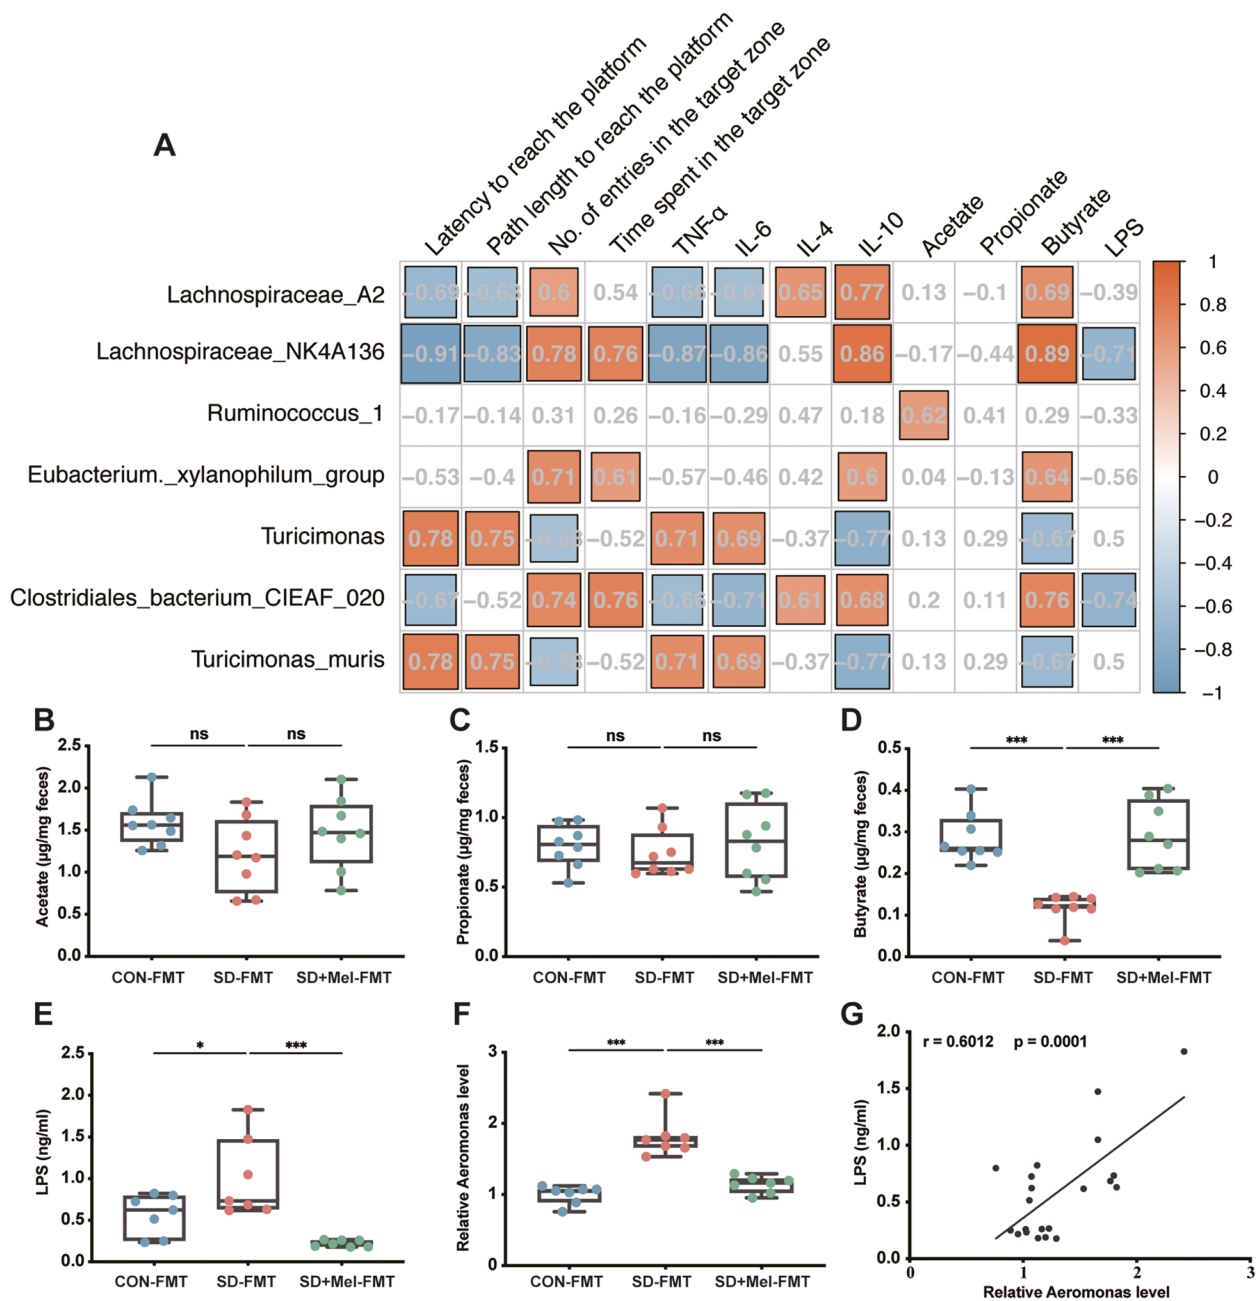 A
Latency to reach the platform
Path length to reach the platform
No. of entries in the target zone
Time spent in the target zone
TNF-α
IL-6
IL-4
IL-10
Acetate
Propionate
Butyrate
LPS
Lachnospiraceae_A2 −0.69 −0.63 0.6 0.54 −0.66 −0.61 0.65 0.77 0.13 −0.1 0.69 −0.39
Lachnospiraceae_NK4A136 −0.91 −0.83 0.78 0.76 −0.87 −0.86 0.55 0.86 −0.17 −0.44 0.89 −0.71
Ruminococcus_1 −0.17 −0.14 0.31 0.26 −0.16 −0.29 0.47 0.18 0.62 0.41 0.29 −0.33
Eubacterium._xylanophilum_group −0.53 −0.4 0.71 0.61 −0.57 −0.46 0.42 0.6 0.04 −0.13 0.64 −0.56
Turicimonas 0.78 0.75 −0.52 0.71 0.69 −0.37 −0.77 0.13 0.29 −0.67 0.5
Clostridiales_bacterium_CIEAF_020 −0.67 −0.52 0.74 0.76 −0.66 −0.71 0.61 0.68 0.2 0.11 0.76 −0.74
Turicimonas_muris 0.78 0.75 −0.52 0.71 0.69 −0.37 −0.77 0.13 0.29 −0.67 0.5
1
0.8
0.6
0.4
0.2
0
−0.2
−0.4
−0.6
−0.8
−1
B
Acetate (µg/mg feces)
2.5
2.0
1.5
1.0
0.5
0.0
ns ns
CON-FMT SD-FMT SD+Mel-FMT
C
Propionate (µg/mg feces)
1.5
1.0
0.5
0.0
ns ns
CON-FMT SD-FMT SD+Mel-FMT
D
Butyrate (µg/mg feces)
0.5
0.4
0.3
0.2
0.1
0.0
*** ***
CON-FMT SD-FMT SD+Mel-FMT
E
LPS (ng/ml)
2.5
2.0
1.5
1.0
0.5
0.0
* ***
CON-FMT SD-FMT SD+Mel-FMT
F
Relative Aeromonas level
3
2
1
0
*** ***
CON-FMT SD-FMT SD+Mel-FMT
G
LPS (ng/ml)
2.0
1.5
1.0
0.5
0.0
r = 0.6012 p = 0.0001
0 1 2 3
Relative Aeromonas level